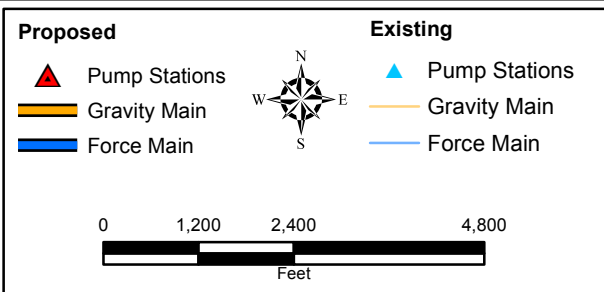 Proposed
Pump Stations
Gravity Main
Force Main
N
W E
S
Existing
Pump Stations
Gravity Main
Force Main
0 1,200 2,400 4,800
Feet